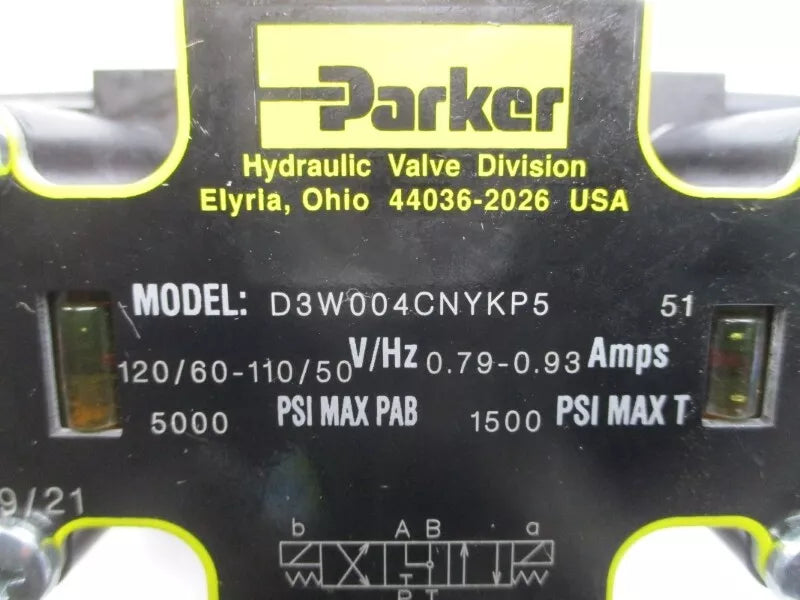 Parker
Hydraulic Valve Division
Elyria, Ohio 44036-2026 USA
MODEL: D3W004CNYKP5 51
120/60-110/50 V/Hz 0.79-0.93 Amps
5000 PSI MAX PAB 1500 PSI MAX T
9/21
b A B a
T
P T